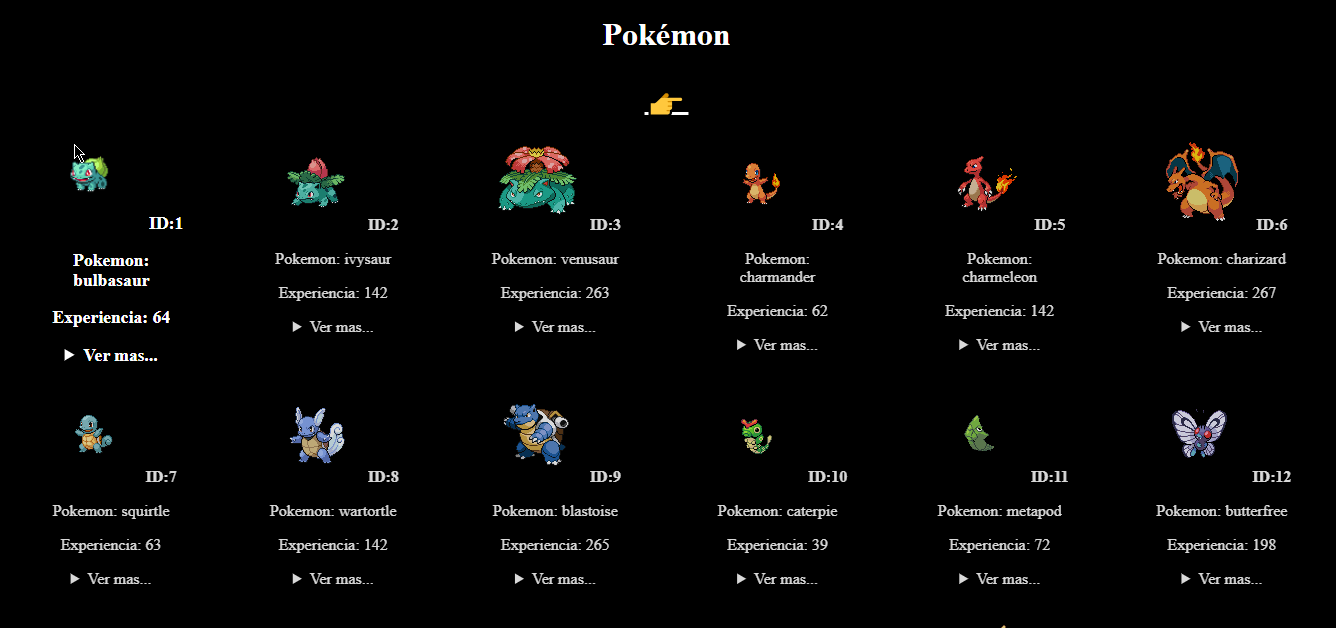 Pokémon
ID:1
Pokemon:
bulbasaur
Experiencia: 64
Ver mas...
ID:2
Pokemon: ivysaur
Experiencia: 142
Ver mas...
ID:3
Pokemon: venusaur
Experiencia: 263
Ver mas...
ID:4
Pokemon:
charmander
Experiencia: 62
Ver mas...
ID:5
Pokemon:
charmeleon
Experiencia: 142
Ver mas...
ID:6
Pokemon: charizard
Experiencia: 267
Ver mas...
ID:7
Pokemon: squirtle
Experiencia: 63
Ver mas...
ID:8
Pokemon: wartortle
Experiencia: 142
Ver mas...
ID:9
Pokemon: blastoise
Experiencia: 265
Ver mas...
ID:10
Pokemon: caterpie
Experiencia: 39
Ver mas...
ID:11
Pokemon: metapod
Experiencia: 72
Ver mas...
ID:12
Pokemon: butterfree
Experiencia: 198
Ver mas...